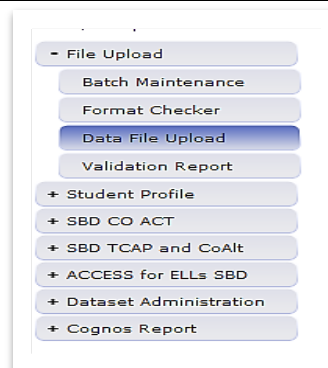 - File Upload
Batch Maintenance
Format Checker
Data File Upload
Validation Report
+ Student Profile
+ SBD CO ACT
+ SBD TCAP and CoAlt
+ ACCESS for ELLs SBD
+ Dataset Administration
+ Cognos Report